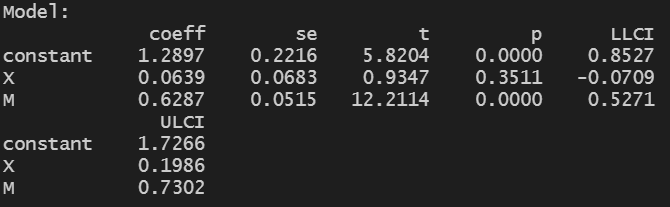 Model:
coeff se t p LLCI
constant 1.2897 0.2216 5.8204 0.0000 0.8527
X 0.0639 0.0683 0.9347 0.3511 -0.0709
M 0.6287 0.0515 12.2114 0.0000 0.5271
ULCI
constant 1.7266
X 0.1986
M 0.7302